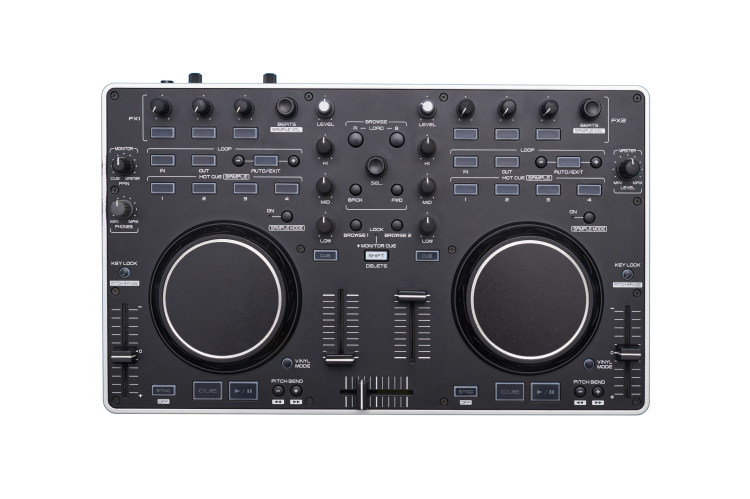 FX1
BEATS
SAMPLE VOL.
LEVEL
BROWSE
A LOAD B
LEVEL
BEATS
SAMPLE VOL.
FX2
MONITOR
CUE MASTER
PAN
LOOP
IN OUT AUTO/EXIT
HI
SEL.
HI
LOOP
IN OUT AUTO/EXIT
MASTER
MIN MAX
LEVEL
HOT CUE SAMPLE
1 2 3 4
MID
BACK FWD
MID
HOT CUE SAMPLE
1 2 3 4
MIN MAX
PHONES
ON
SAMPLE MODE
LOW
LOCK
BROWSE 1 BROWSE 2
LOW
ON
SAMPLE MODE
+MONITOR CUE
CUE SHIFT CUE
DELETE
KEY LOCK
PITCH RANGE
KEY LOCK
PITCH RANGE
- 0 +
- 0 +
VINYL
MODE
VINYL
MODE
SYNC
OFF
CUE
PITCH BEND
- +
SYNC
OFF
CUE
PITCH BEND
- +